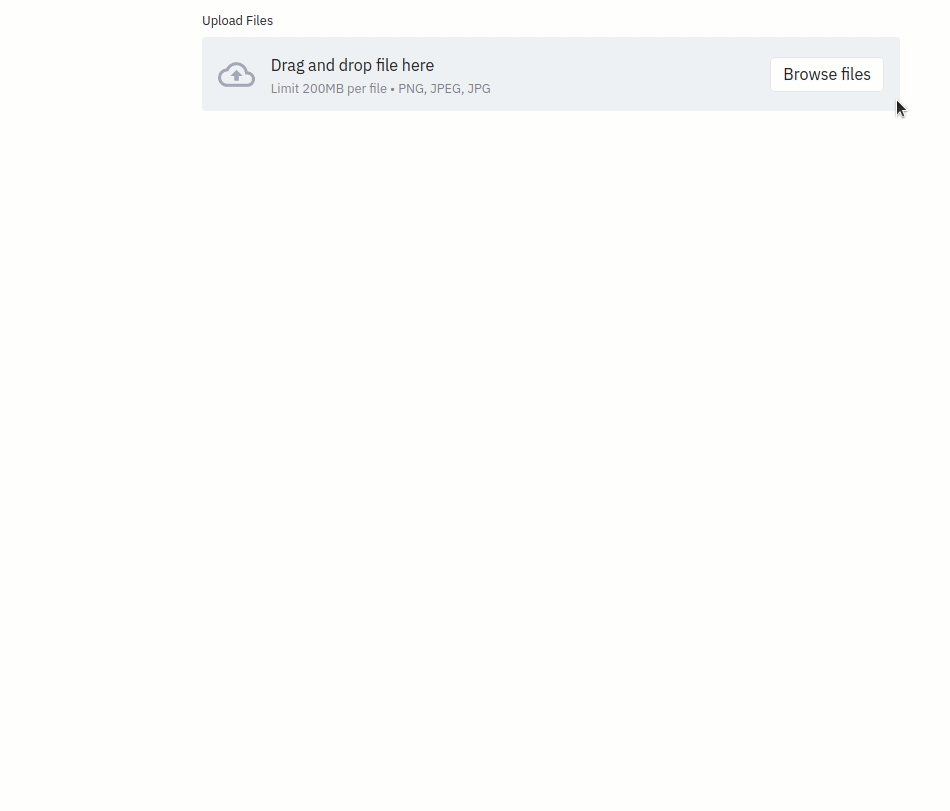 Upload Files
Drag and drop file here
Limit 200MB per file • PNG, JPEG, JPG
Browse files